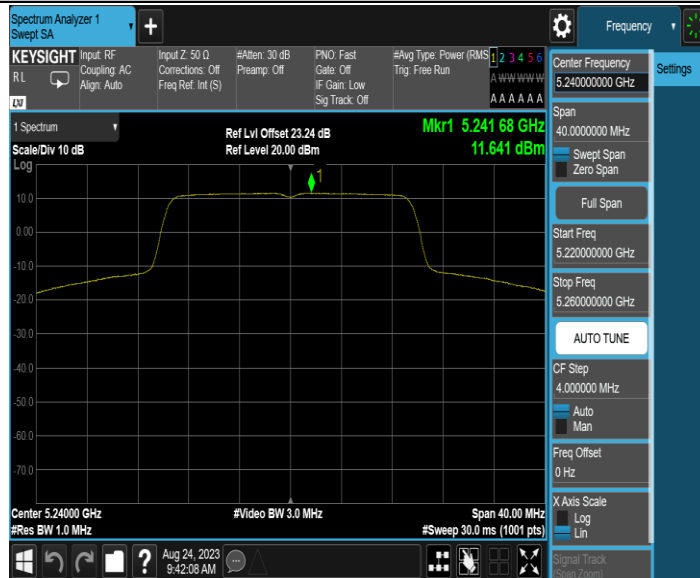 Spectrum Analyzer 1
Swept SA
+
Frequency
KEYSIGHT
RL
LXI
Input: RF
Coupling: AC
Align: Auto
Input Z: 50 Ω
Corrections: Off
Freq Ref: Int (S)
#Atten: 30 dB
Preamp: Off
PNO: Fast
Gate: Off
IF Gain: Low
Sig Track: Off
#Avg Type: Power (RMS
Trig: Free Run
1 2 3 4 5 6
A W W W W W
A A A A A A
1 Spectrum
Scale/Div 10 dB
Log
Ref Lvl Offset 23.24 dB
Ref Level 20.00 dBm
Mkr1 5.241 68 GHz
11.641 dBm
1
10.0
0.00
-10.0
-20.0
-30.0
-40.0
-50.0
-60.0
-70.0
Center 5.24000 GHz
#Res BW 1.0 MHz
#Video BW 3.0 MHz
Span 40.00 MHz
#Sweep 30.0 ms (1001 pts)
?
Aug 24, 2023
9:42:08 AM
Center Frequency
5.240000000 GHz
Settings
Span
40.0000000 MHz
Swept Span
Zero Span
Full Span
Start Freq
5.220000000 GHz
Stop Freq
5.260000000 GHz
AUTO TUNE
CF Step
4.000000 MHz
Auto
Man
Freq Offset
0 Hz
X Axis Scale
Log
Lin
Signal Track
(Span Zoom)